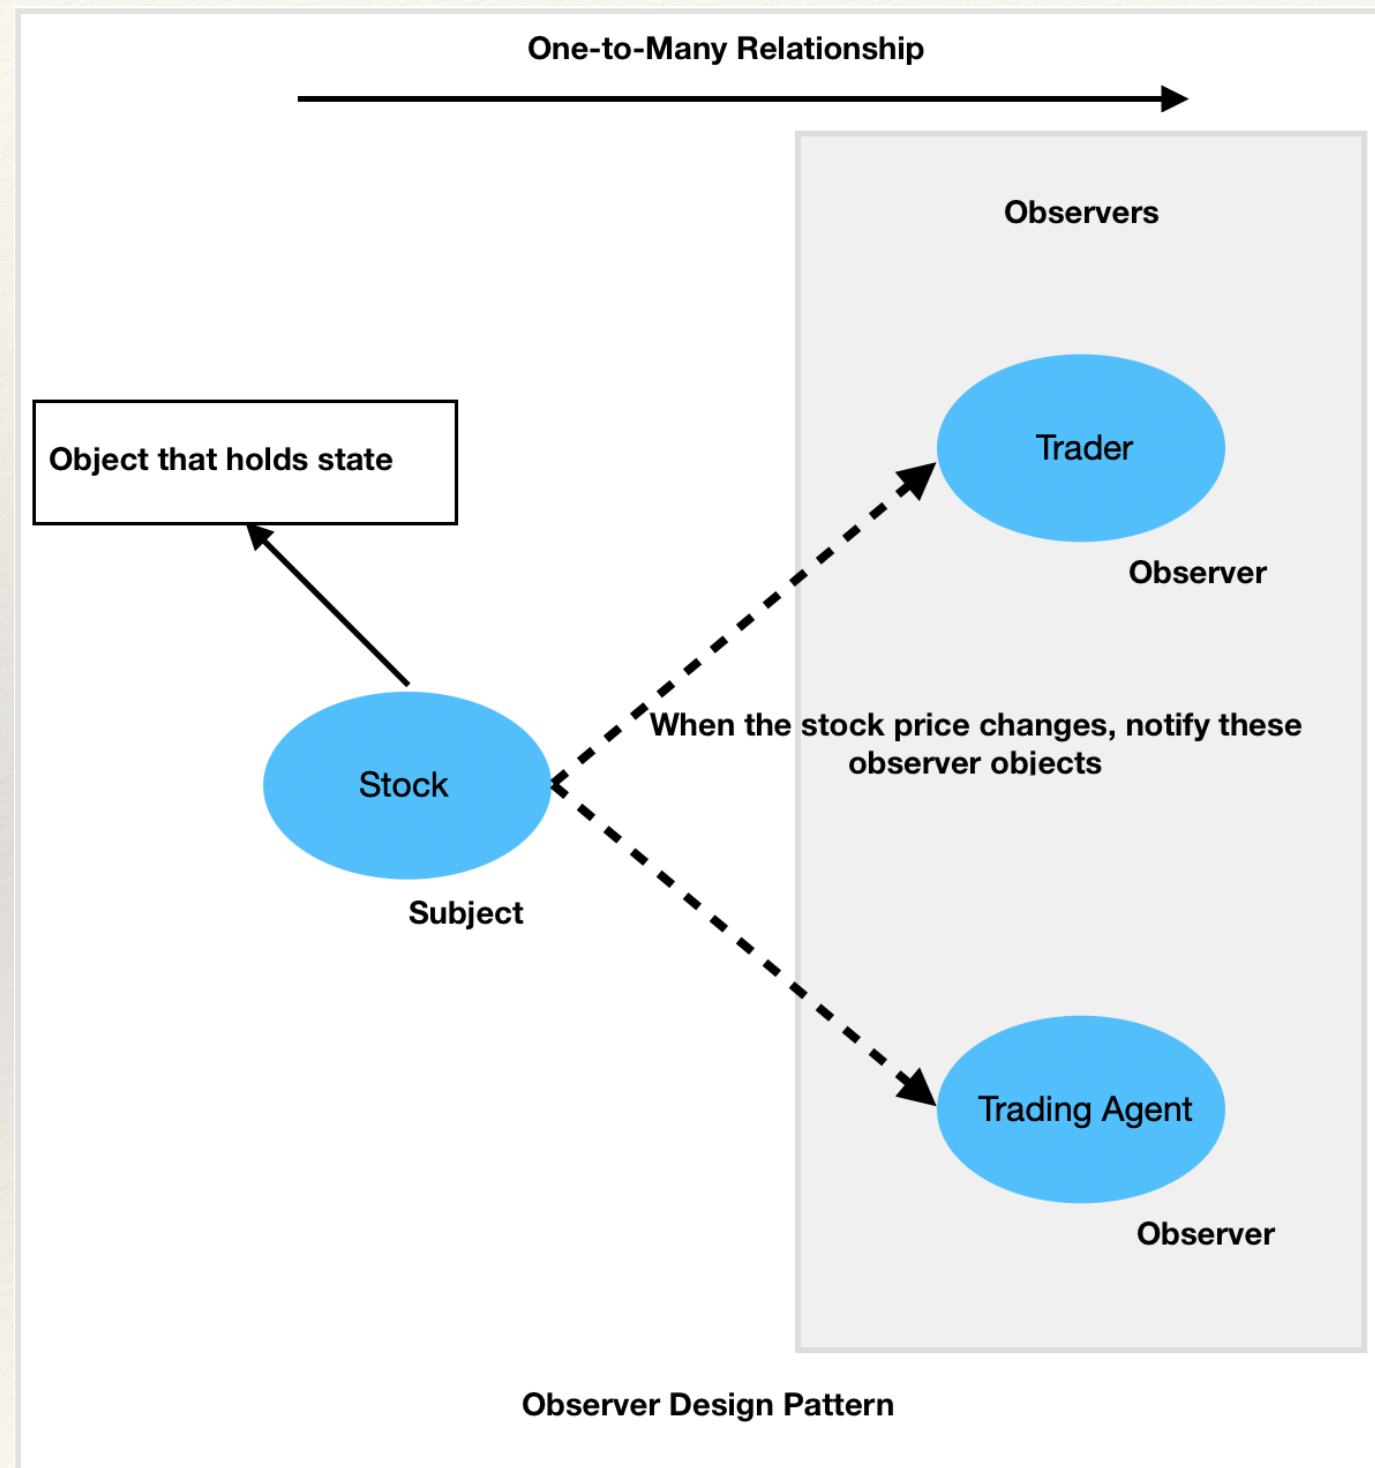 One-to-Many Relationship
Observers
Trader
Object that holds state
Observer
When the stock price changes, notify these
observer objects
Stock
Subject
Trading Agent
Observer
Observer Design Pattern